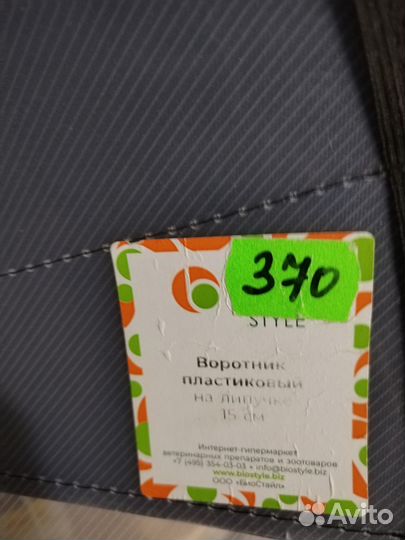 370
STYLE
Воротник
пластиковый
на липучке
15 см
Интернет-гипермаркет
ветеринарных препаратов и зоотоваров
+7 (495) 354-03-03 • info@biostyle.biz
www.biostyle.biz
ООО «БиоСтайл»
Avito